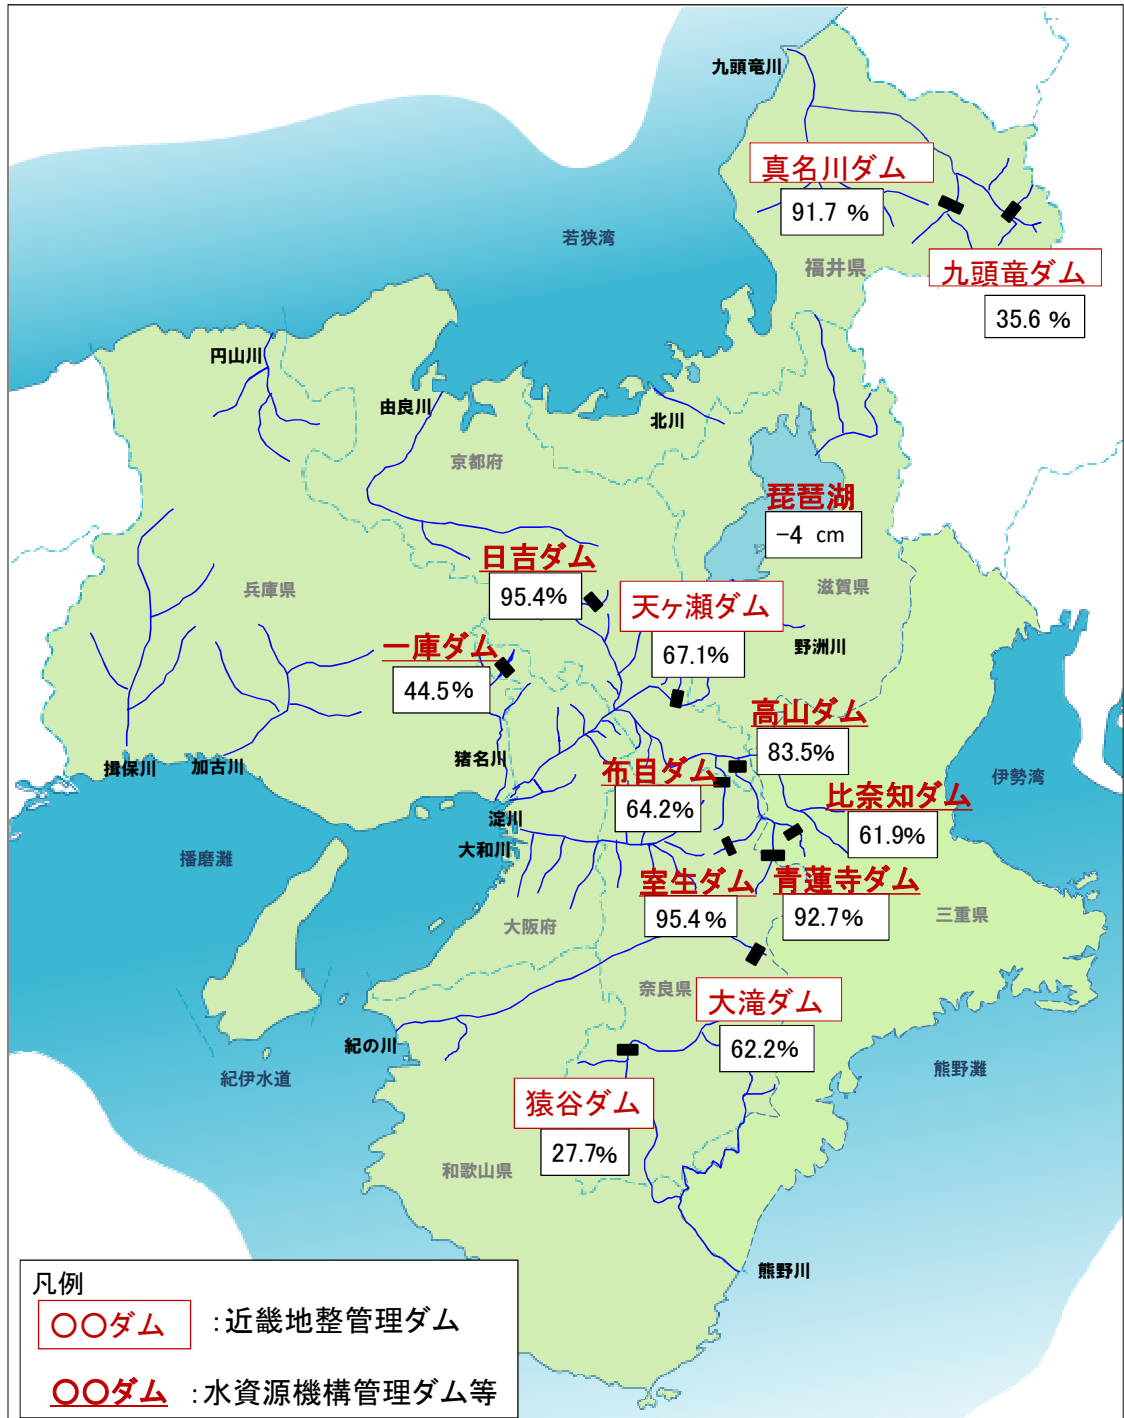 九頭竜川
真名川ダム
91.7 %
若狭湾
福井県
九頭竜ダム
35.6 %
円山川
由良川
北川
京都府
琵琶湖
-4 cm
日吉ダム
95.4%
兵庫県
天ヶ瀬ダム
滋賀県
67.1%
野洲川
一庫ダム
44.5%
高山ダム
83.5%
猪名川
揖保川
加古川
布目ダム
64.2%
伊勢湾
比奈知ダム
61.9%
淀川
大和川
播磨灘
室生ダム
95.4%
青蓮寺ダム
92.7%
大阪府
三重県
奈良県
大滝ダム
62.2%
紀の川
紀伊水道
熊野灘
猿谷ダム
27.7%
和歌山県
熊野川
凡例
〇〇ダム :近畿地整管理ダム
〇〇ダム :水資源機構管理ダム等